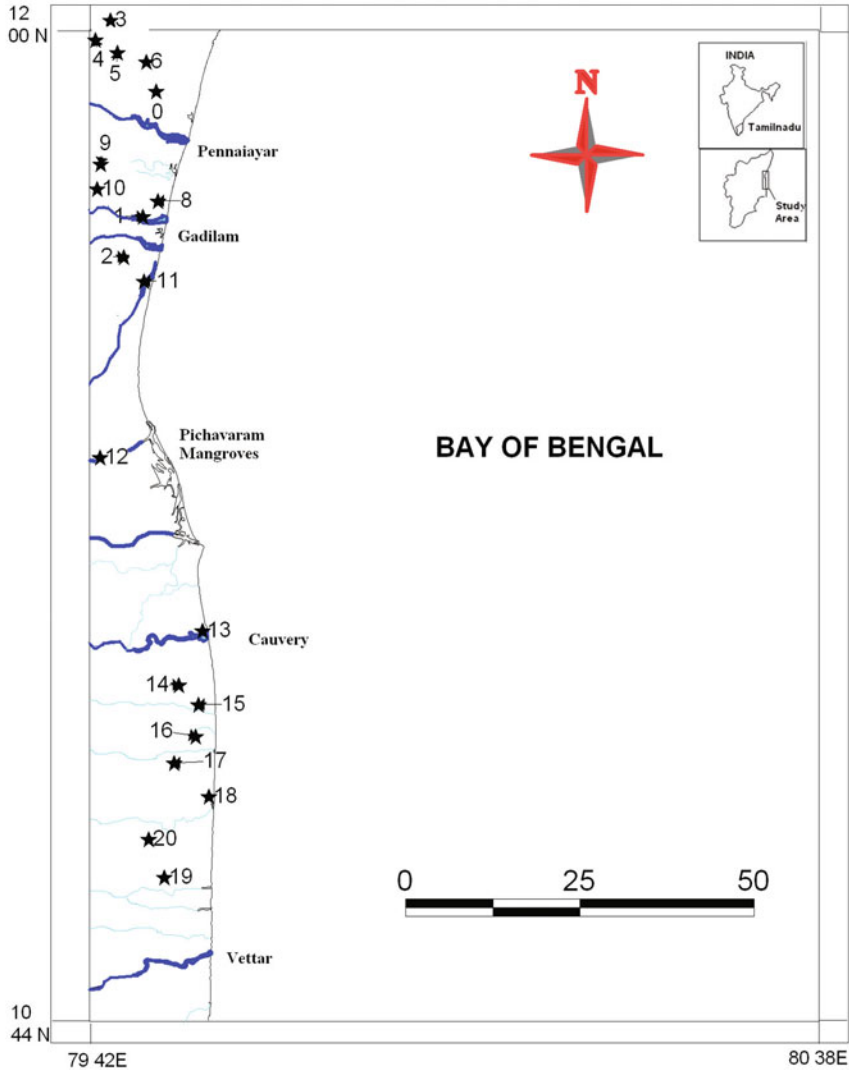 12
00 N
3
4
5
6
0
N
INDIA
Tamilnadu
Study
Area
Pennaiayar
9
10
8
1
Gadilam
2
11
Pichavaram
Mangroves
12
BAY OF BENGAL
13
Cauvery
14
15
16
17
18
20
19
0 25 50
Vettar
10
44 N
79 42E
80 38E